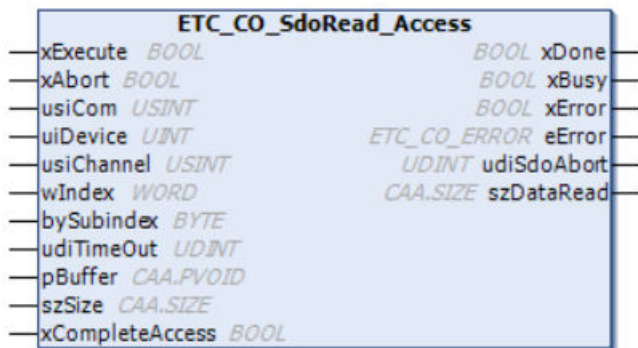 ETC_CO_SdoRead_Access
xExecute BOOL BOOL xDone
xAbort BOOL BOOL xBusy
usiCom USINT BOOL xError
uiDevice UINT ETC_CO_ERROR eError
usiChannel USINT UDINT udiSdoAbort
wIndex WORD CAA.SIZE szDataRead
bySubindex BYTE
udiTimeOut UDINT
pBuffer CAA.PVOID
szSize CAA.SIZE
xCompleteAccess BOOL